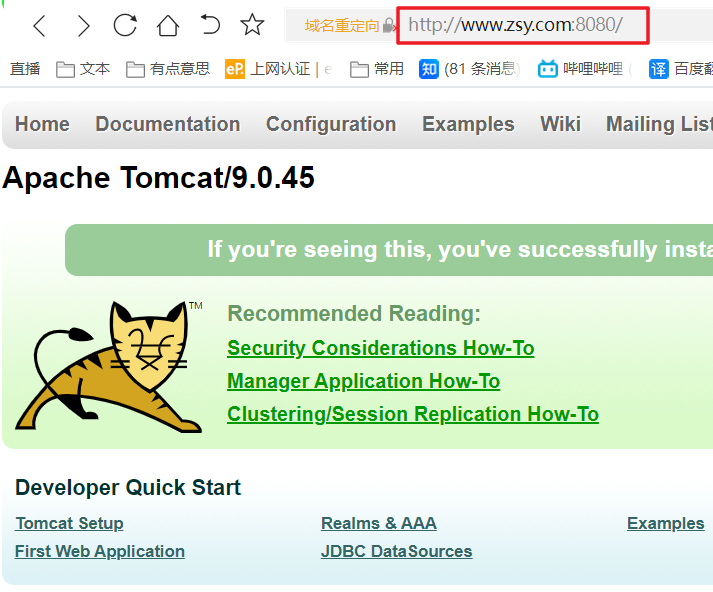 域名重定向 http://www.zsy.com:8080/
直播 文本 有点意思 eP. 上网认证 | e 常用 知 (81 条消息) 哔哩哔哩 ( 译 百度翻
Home Documentation Configuration Examples Wiki Mailing List
Apache Tomcat/9.0.45
If you're seeing this, you've successfully insta
TM
Recommended Reading:
Security Considerations How-To
Manager Application How-To
Clustering/Session Replication How-To
Developer Quick Start
Tomcat Setup Realms & AAA Examples
First Web Application JDBC DataSources